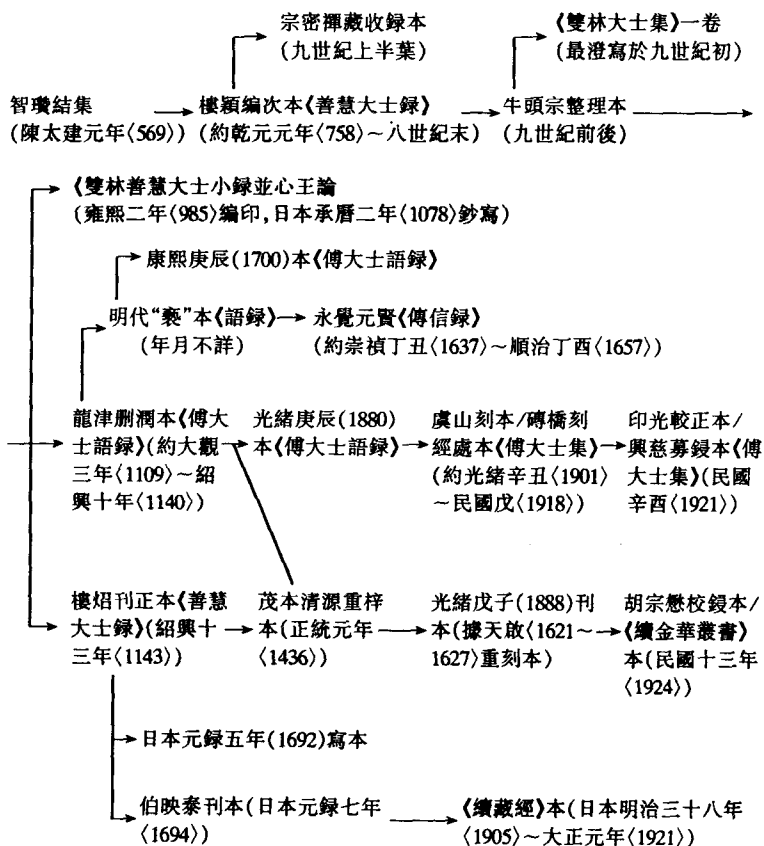 宗密禪藏收録本
(九世紀上半葉)
《雙林大士集》一卷
(最澄寫於九世紀初)
智瓚結集
(陳太建元年〈569〉)
樓穎編次本《善慧大士録》
(約乾元元年〈758〉~八世紀末)
牛頭宗整理本
(九世紀前後)
《雙林善慧大士小録並心王論
(雍熙二年〈985〉編印,日本承曆二年〈1078〉鈔寫)
康熙庚辰(1700)本《傅大士語録》
明代“褻”本《語録》
(年月不詳)
永覺元賢《傳信録》
(約崇禎丁丑〈1637〉~順治丁酉〈1657〉)
龍津删潤本《傅大
士語録》(約大觀
三年〈1109〉~紹
興十年〈1140〉)
光緒庚辰(1880)
本《傅大士語録》
虞山刻本/磚橋刻
經處本《傅大士集》
(約光緒辛丑〈1901〉
~民國戊〈1918〉)
印光較正本/
興慈募鋟本《傅
大士集》(民國
辛酉〈1921〉)
樓炤刊正本《善慧
大士録》(紹興十
三年〈1143〉)
茂本清源重梓
本(正統元年
〈1436〉)
光緒戊子(1888)刊
本(據天啟〈1621~
1627〉重刻本)
胡宗懋校鋟本/
《續金華叢書》
本(民國十三年
〈1924〉)
日本元録五年(1692)寫本
伯映泰刊本(日本元録七年
〈1694〉)
《續藏經》本(日本明治三十八年
〈1905〉~大正元年〈1921〉)